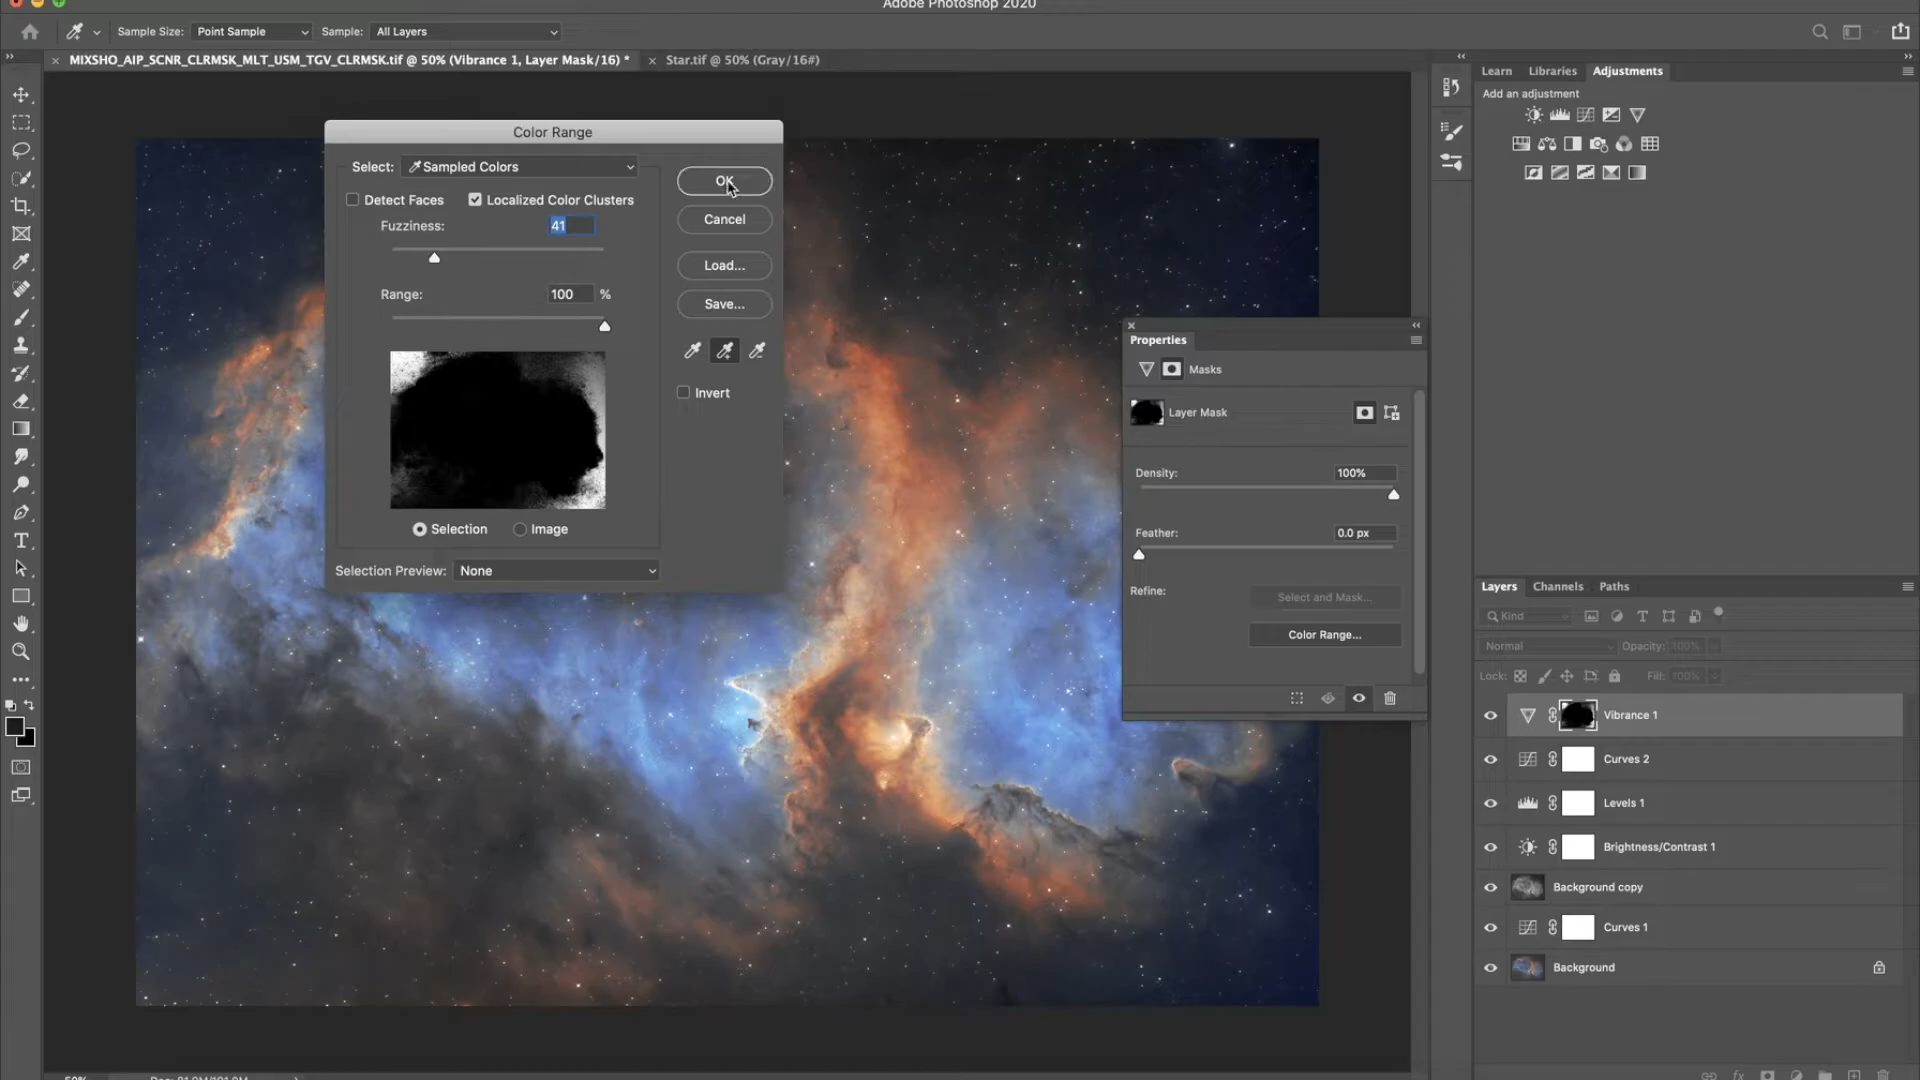 Adobe Photoshop 2020
Sample Size: Point Sample Sample: All Layers
MIXSHO_AIP_SCNR_CLRMSK_MLT_USM_TGV_CLRMSK.tif @ 50% (Vibrance 1, Layer Mask/16) *
Star.tif @ 50% (Gray/16#)
Color Range
Select: Sampled Colors
Detect Faces Localized Color Clusters
Fuzziness: 41
Range: 100 %
Selection Image
Selection Preview: None
OK
Cancel
Load...
Save...
Invert
Properties
Masks
Layer Mask
Density: 100%
Feather: 0.0 px
Refine: Select and Mask...
Color Range...
Learn Libraries Adjustments
Add an adjustment
Layers Channels Paths
Kind
Normal Opacity: 100%
Lock: Fill: 100%
Vibrance 1
Curves 2
Levels 1
Brightness/Contrast 1
Background copy
Curves 1
Background